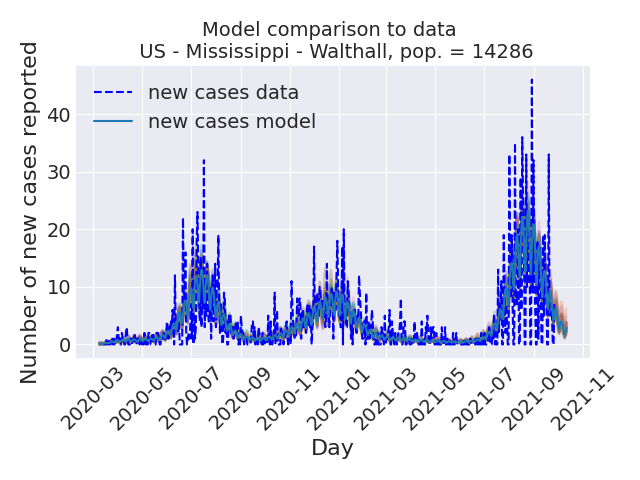 Model comparison to data
US - Mississippi - Walthall, pop. = 14286
new cases data
new cases model
Number of new cases reported
40
30
20
10
0
2020-03
2020-05
2020-07
2020-09
2020-11
2021-01
2021-03
2021-05
2021-07
2021-09
2021-11
Day